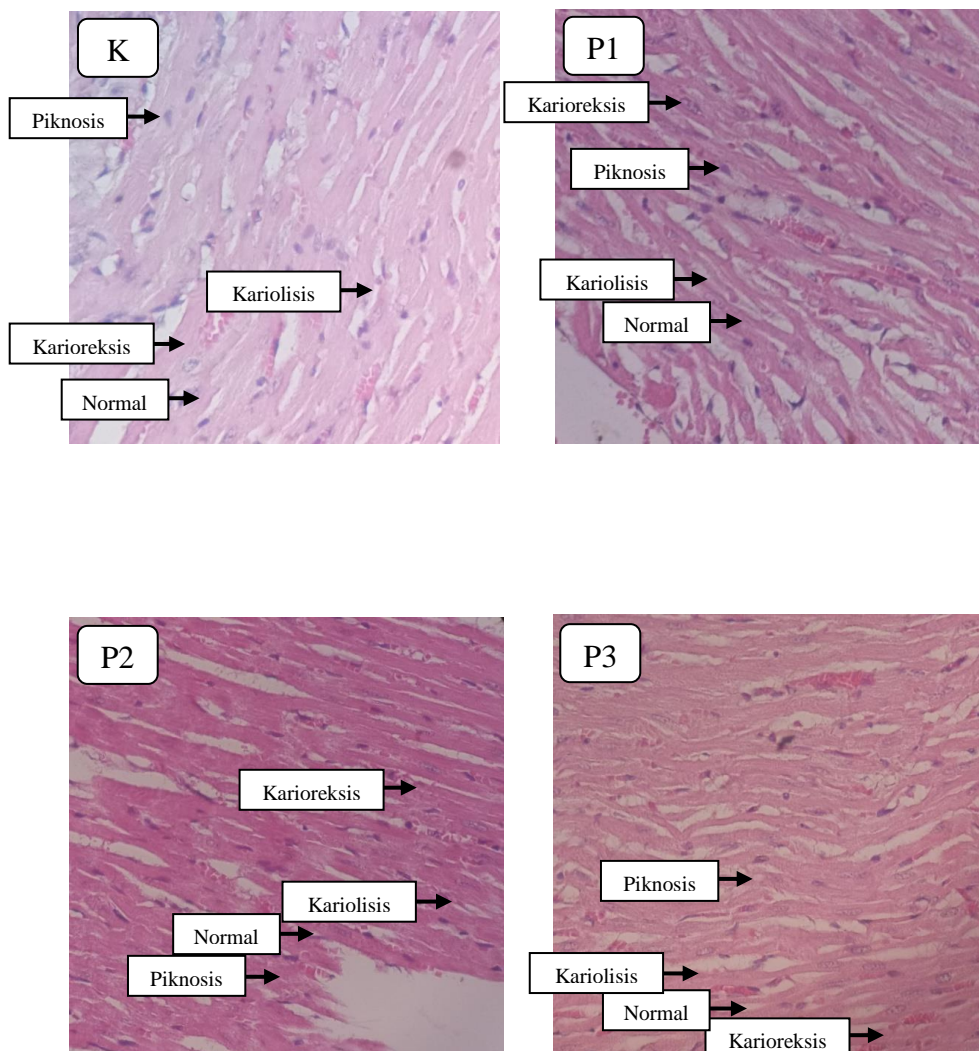 K
Piknosis
Kariolisis
Karioreksis
Normal
P1
Karioreksis
Piknosis
Kariolisis
Normal
P2
Karioreksis
Kariolisis
Normal
Piknosis
P3
Piknosis
Kariolisis
Normal
Karioreksis